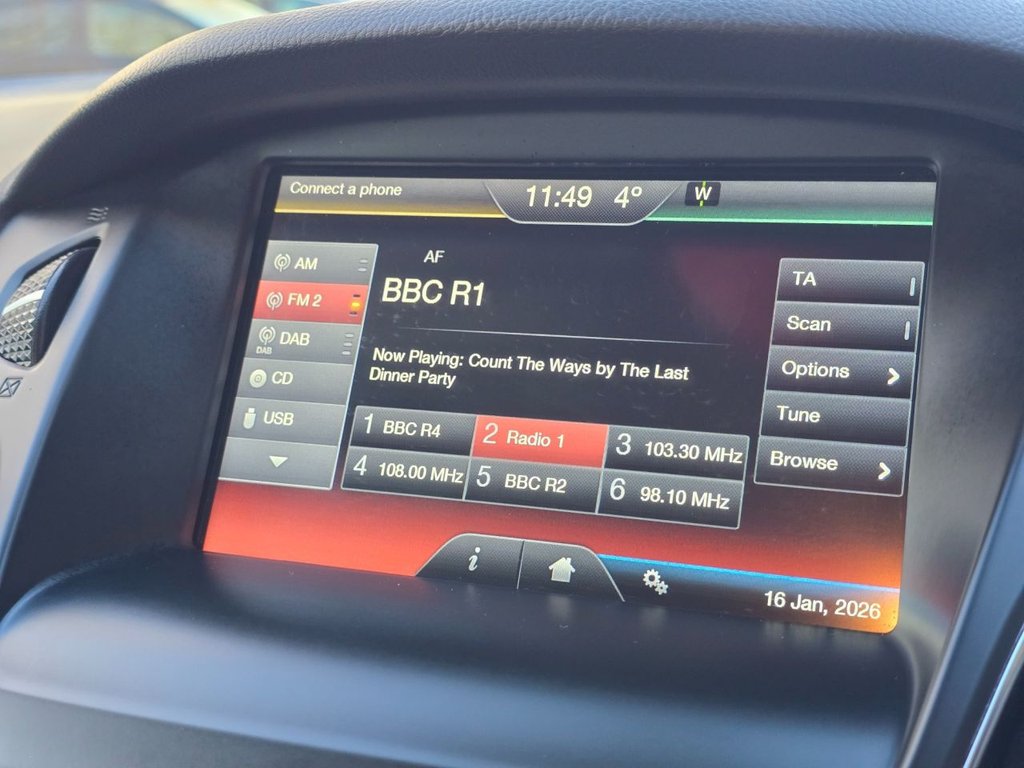 Connect a phone
11:49 4°
W
AM
FM 2
DAB
DAB
CD
USB
AF
BBC R1
Now Playing: Count The Ways by The Last
Dinner Party
1 BBC R4
2 Radio 1
3 103.30 MHz
4 108.00 MHz
5 BBC R2
6 98.10 MHz
TA
Scan
Options
Tune
Browse
i
16 Jan, 2026